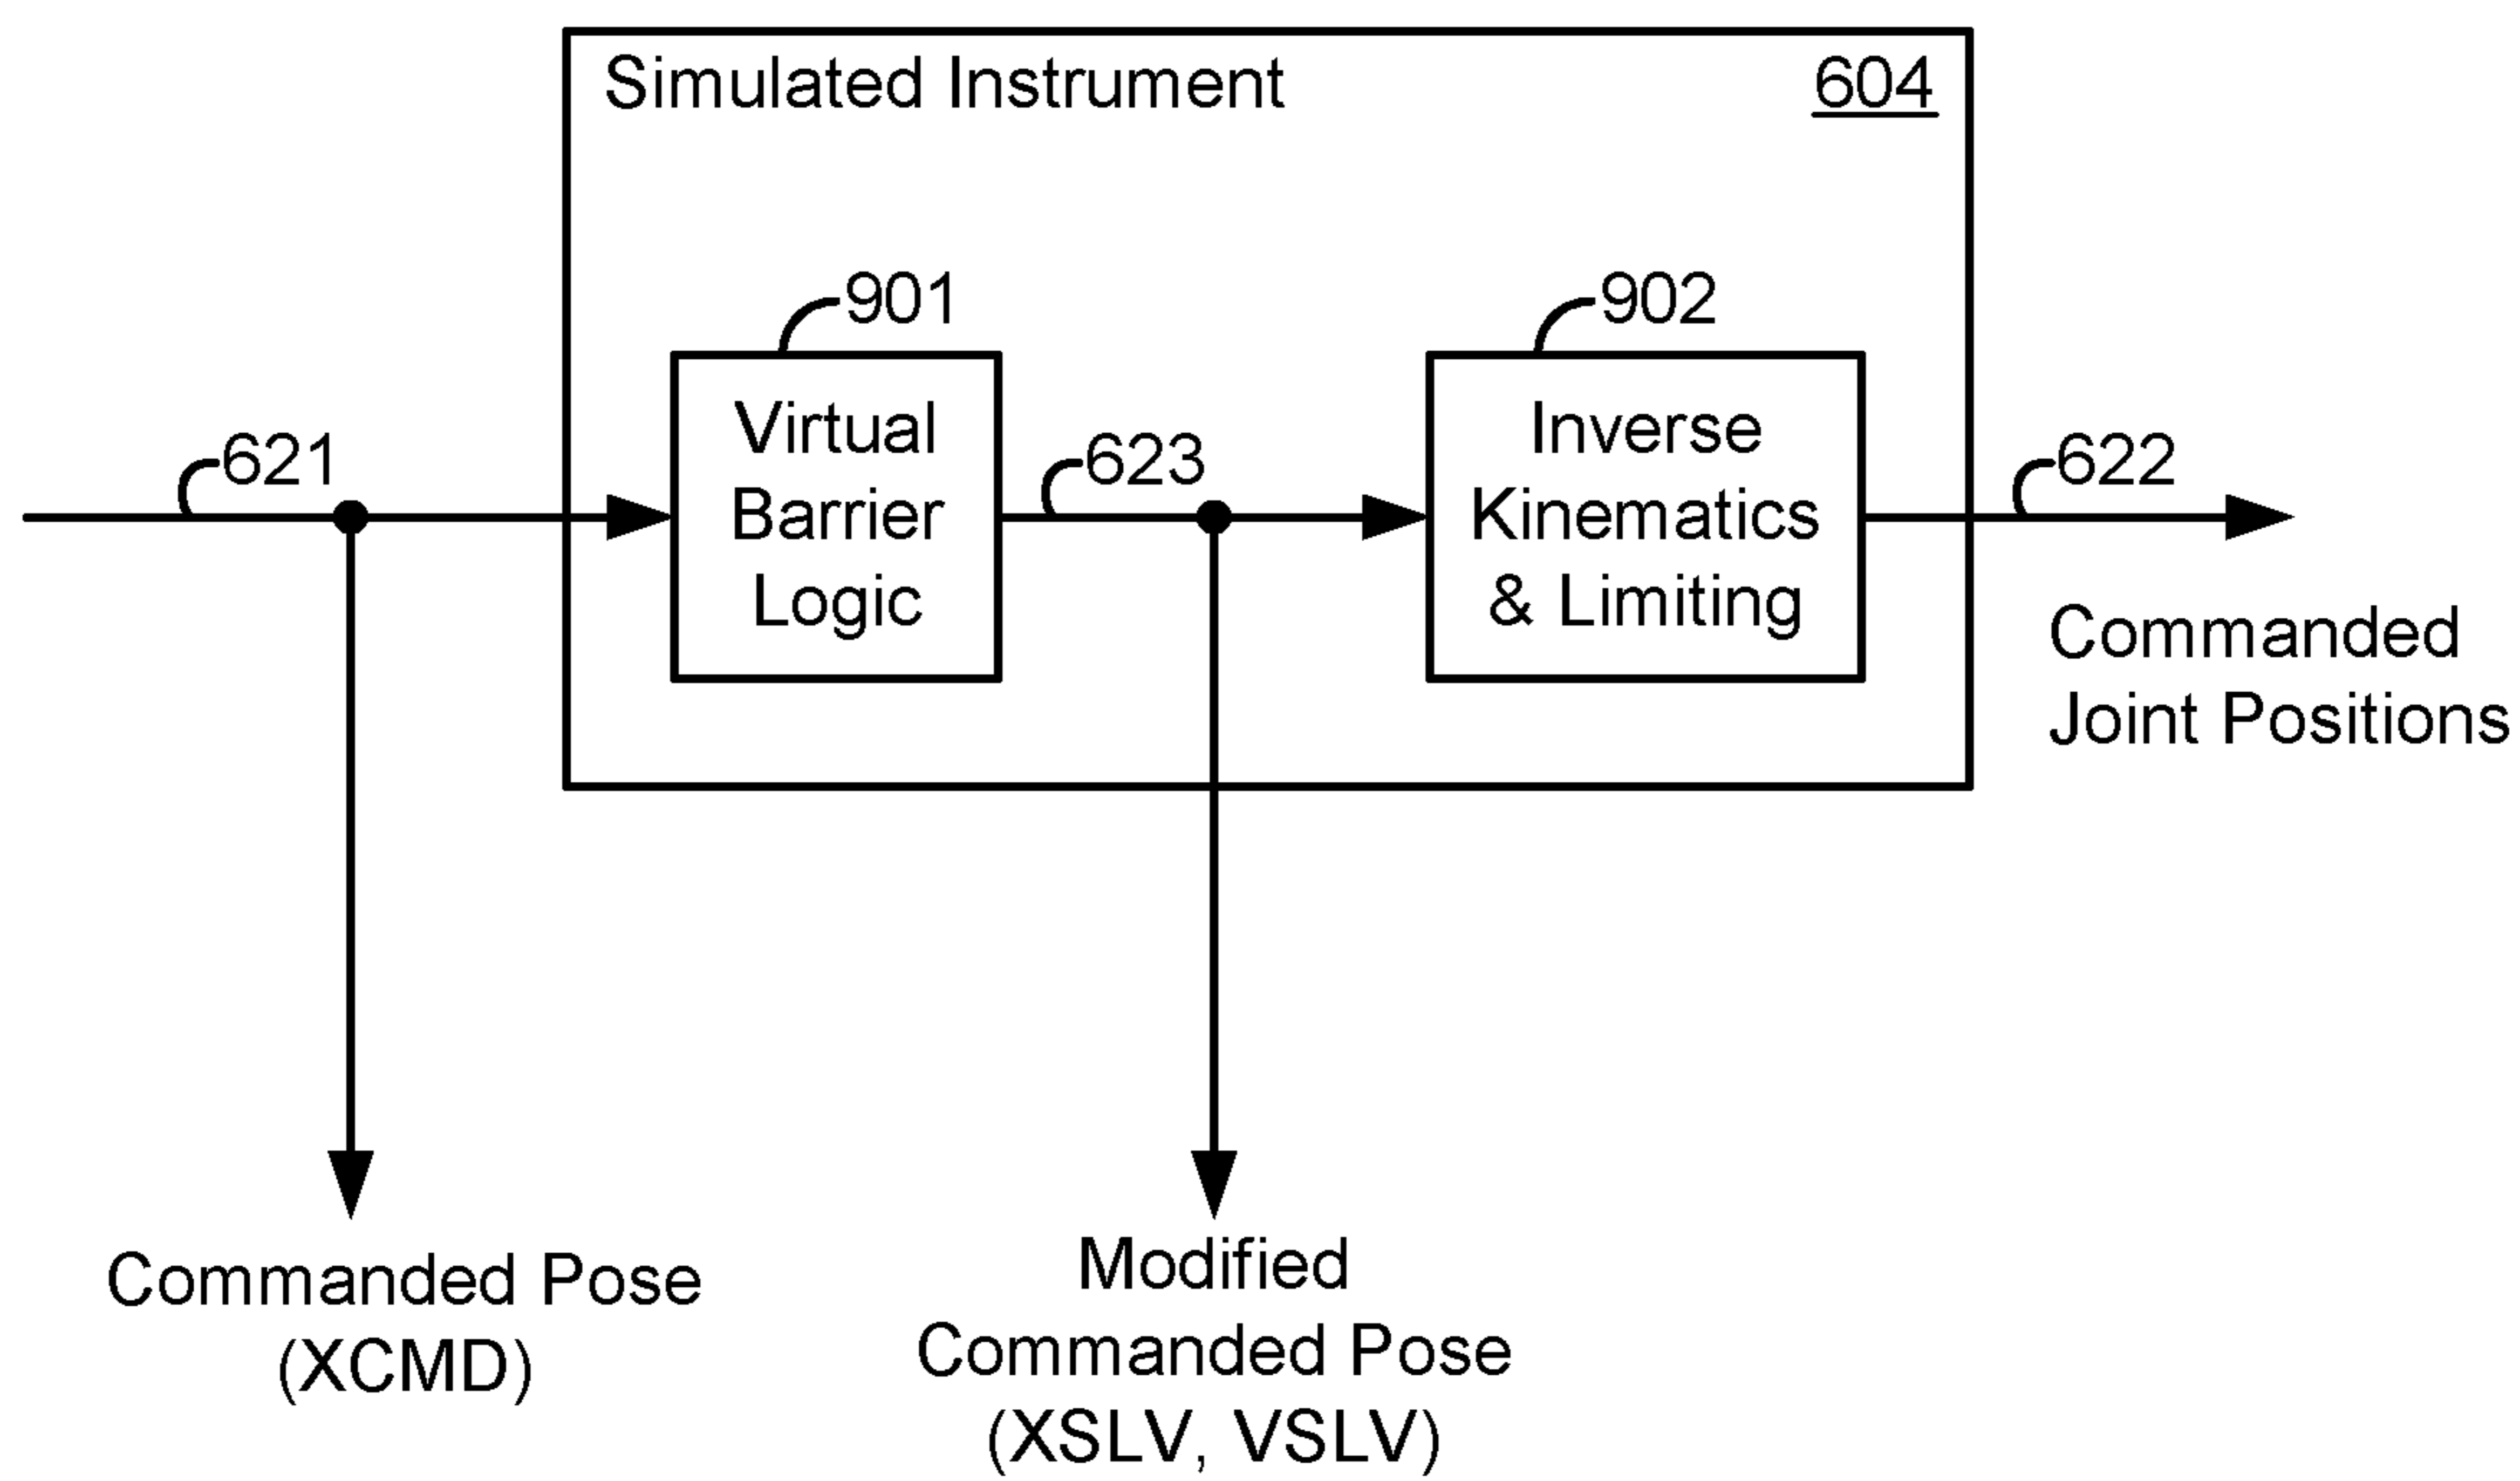 Simulated Instrument
604
901
902
Virtual
Barrier
Logic
Inverse
Kinematics
& Limiting
621
623
622
Commanded
Joint Positions
Commanded Pose
(XCMD)
Modified
Commanded Pose
(XSLV, VSLV)